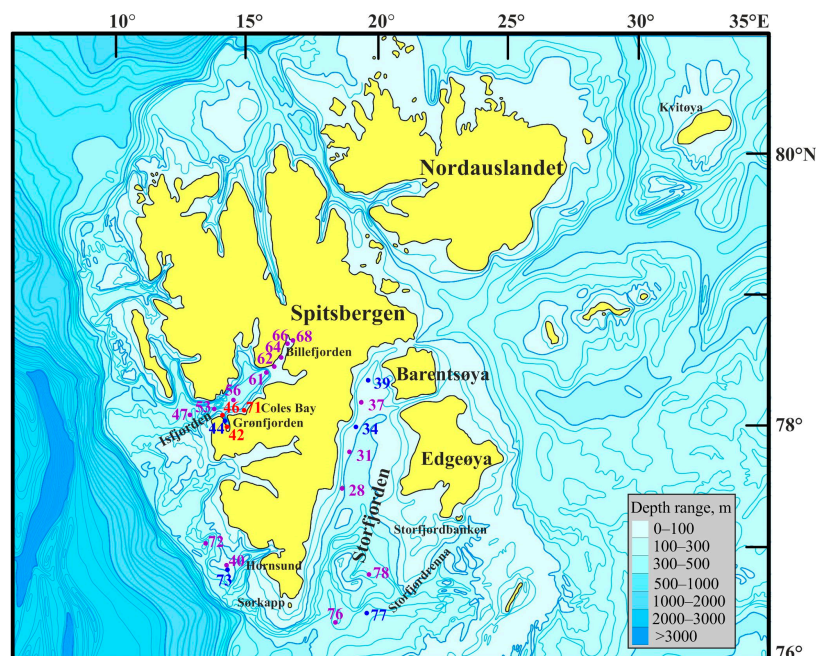 10° 15° 20° 25° 30° 35°E
Kvitøya
80°N
Nordauslandet
Spitsbergen
66 68
64
Billefjorden
62
61
Barentsøya
39
56
37
53 46 71 Coles Bay
47
Isfjorden
44 Grønfjorden
42
78°
34
31
Edgeøya
28
Storfjorden
Storfjordbanken
72
40 Hornsund
73
78
Storfjordrenna
Sørkapp
76
77
76°
Depth range, m
0–100
100–300
300–500
500–1000
1000–2000
2000–3000
>3000